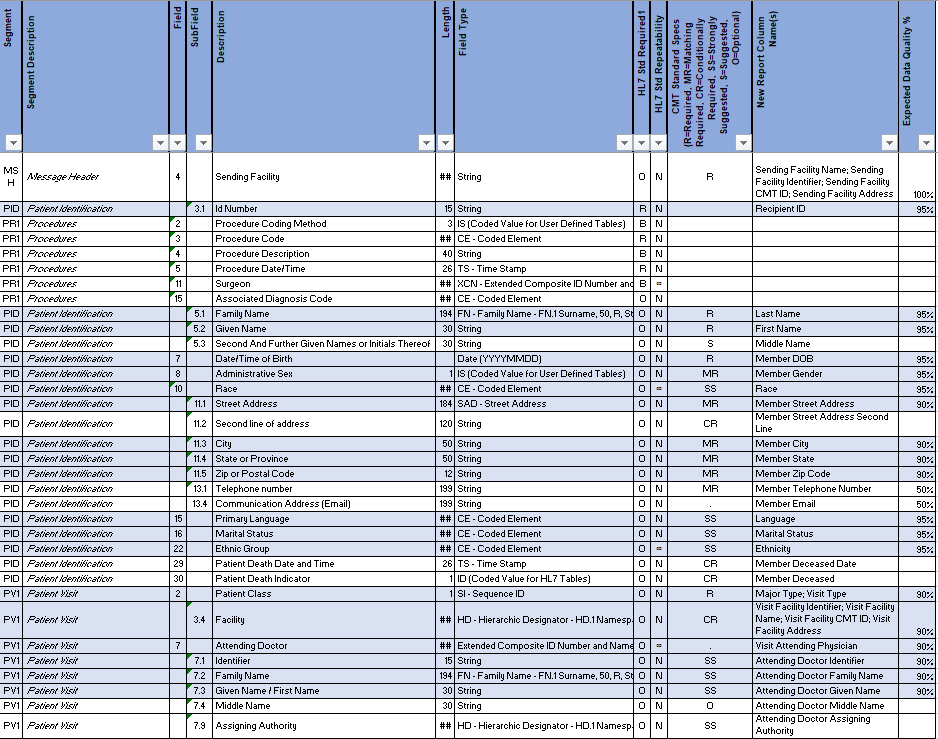 Segment Segment Description Field SubField Description Length Field Type HL7 Std Required1 HL7 Std Repeatability CMT Standard Specs (R=Required, MR=Matching Required, CR=Conditionally Required, SS=Strongly Suggested, S=Suggested, O=Optional) New Report Column Name(s) Expected Data Quality %
MSH Message Header 4 Sending Facility ## String O N R Sending Facility Name; Sending Facility Identifier; Sending Facility CMT ID; Sending Facility Address 100%
PID Patient Identification 3.1 Id Number 15 String R N Recipient ID 95%
PR1 Procedures 2 Procedure Coding Method 3 IS (Coded Value for User Defined Tables) B N
PR1 Procedures 3 Procedure Code ## CE - Coded Element R N
PR1 Procedures 4 Procedure Description 40 String B N
PR1 Procedures 5 Procedure Date/Time 26 TS - Time Stamp R N
PR1 Procedures 11 Surgeon ## XCN - Extended Composite ID Number and B ∞
PR1 Procedures 15 Associated Diagnosis Code ## CE - Coded Element O N
PID Patient Identification 5.1 Family Name 194 FN - Family Name - FN.1 Surname, 50, R, St O N R Last Name 95%
PID Patient Identification 5.2 Given Name 30 String O N R First Name 95%
PID Patient Identification 5.3 Second And Further Given Names or Initials Thereof 30 String O N S Middle Name
PID Patient Identification 7 Date/Time of Birth Date (YYYYMMDD) O N R Member DOB 95%
PID Patient Identification 8 Administrative Sex 1 IS (Coded Value for User Defined Tables) O N MR Member Gender 95%
PID Patient Identification 10 Race ## CE - Coded Element O ∞ SS Race 95%
PID Patient Identification 11.1 Street Address 184 SAD - Street Address O N MR Member Street Address 90%
PID Patient Identification 11.2 Second line of address 120 String O N CR Member Street Address Second Line
PID Patient Identification 11.3 City 50 String O N MR Member City 90%
PID Patient Identification 11.4 State or Province 50 String O N MR Member State 90%
PID Patient Identification 11.5 Zip or Postal Code 12 String O N MR Member Zip Code 90%
PID Patient Identification 13.1 Telephone number 199 String O N MR Member Telephone Number 50%
PID Patient Identification 13.4 Communication Address (Email) 199 String O N . Member Email 50%
PID Patient Identification 15 Primary Language ## CE - Coded Element O N SS Language 95%
PID Patient Identification 16 Marital Status ## CE - Coded Element O N SS Marital Status 95%
PID Patient Identification 22 Ethnic Group ## CE - Coded Element O ∞ SS Ethnicity 95%
PID Patient Identification 29 Patient Death Date and Time 26 TS - Time Stamp O N CR Member Deceased Date
PID Patient Identification 30 Patient Death Indicator 1 ID (Coded Value for HL7 Tables) O N CR Member Deceased
PV1 Patient Visit 2 Patient Class 1 SI - Sequence ID O N R Major Type; Visit Type 90%
PV1 Patient Visit 3.4 Facility ## HD - Hierarchic Designator - HD.1 Namesp O N CR Visit Facility Identifier; Visit Facility Name; Visit Facility CMT ID; Visit Facility Address 90%
PV1 Patient Visit 7 Attending Doctor ## Extended Composite ID Number and Name O ∞ . Visit Attending Physician 90%
PV1 Patient Visit 7.1 Identifier 15 String O N SS Attending Doctor Identifier 90%
PV1 Patient Visit 7.2 Family Name 194 FN - Family Name - FN.1 Surname, 50, R, St O N SS Attending Doctor Family Name 90%
PV1 Patient Visit 7.3 Given Name / First Name 30 String O N SS Attending Doctor Given Name 90%
PV1 Patient Visit 7.4 Middle Name 30 String O N O Attending Doctor Middle Name
PV1 Patient Visit 7.9 Assigning Authority ## HD - Hierarchic Designator - HD.1 Namesp O N SS Attending Doctor Assigning Authority